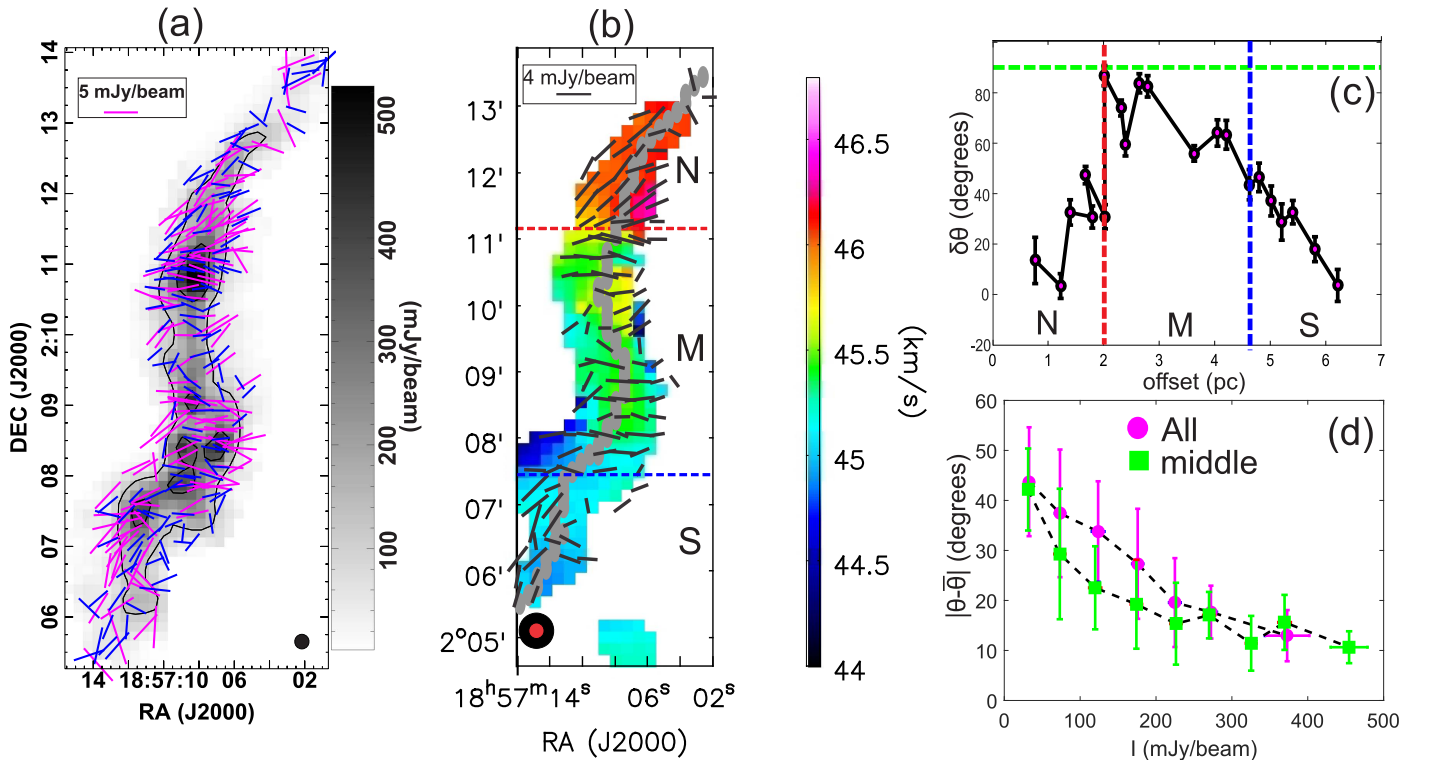 (a)
5 mJy/beam
DEC (J2000)
14
13
12
11
2:10
09
08
07
06
14 18:57:10 06 02
RA (J2000)
500
400
300
200
100
(mJy/beam)
(b)
4 mJy/beam
N
M
S
13'
12'
11'
10'
09'
08'
07'
06'
2°05'
18h57m14s 06s 02s
RA (J2000)
46.5
46
45.5
45
44.5
44
(km/s)
(c)
δθ (degrees)
80
60
40
20
0
-20
N M S
0 1 2 3 4 5 6 7
offset (pc)
(d)
All
middle
|θ-θ̅| (degrees)
60
50
40
30
20
10
0
0 100 200 300 400 500
I (mJy/beam)